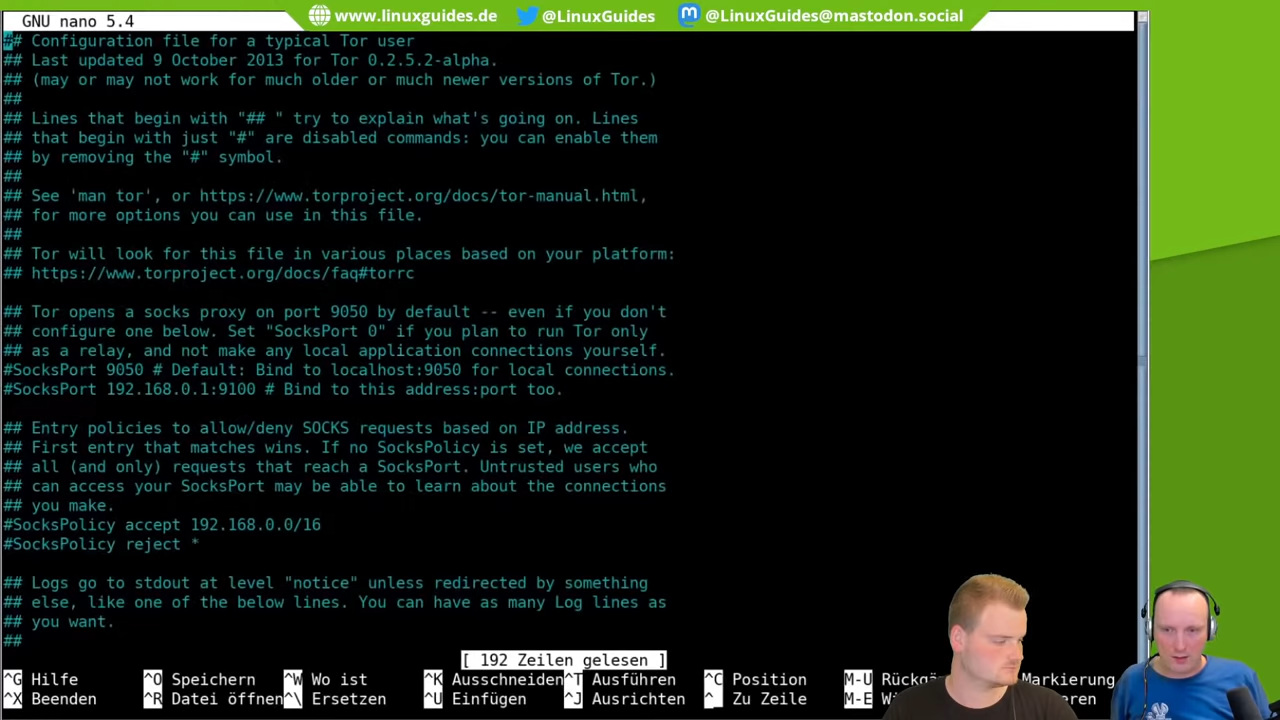 www.linuxguides.de @LinuxGuides @LinuxGuides@mastodon.social
GNU nano 5.4
## Configuration file for a typical Tor user
## Last updated 9 October 2013 for Tor 0.2.5.2-alpha.
## (may or may not work for much older or much newer versions of Tor.)
##
## Lines that begin with "## " try to explain what's going on. Lines
## that begin with just "#" are disabled commands: you can enable them
## by removing the "#" symbol.
##
## See 'man tor', or https://www.torproject.org/docs/tor-manual.html,
## for more options you can use in this file.
##
## Tor will look for this file in various places based on your platform:
## https://www.torproject.org/docs/faq#torrc
## Tor opens a socks proxy on port 9050 by default -- even if you don't
## configure one below. Set "SocksPort 0" if you plan to run Tor only
## as a relay, and not make any local application connections yourself.
#SocksPort 9050 # Default: Bind to localhost:9050 for local connections.
#SocksPort 192.168.0.1:9100 # Bind to this address:port too.
## Entry policies to allow/deny SOCKS requests based on IP address.
## First entry that matches wins. If no SocksPolicy is set, we accept
## all (and only) requests that reach a SocksPort. Untrusted users who
## can access your SocksPort may be able to learn about the connections
## you make.
#SocksPolicy accept 192.168.0.0/16
#SocksPolicy reject *
## Logs go to stdout at level "notice" unless redirected by something
## else, like one of the below lines. You can have as many Log lines as
## you want.
##
[ 192 Zeilen gelesen ]
^G Hilfe ^O Speichern ^W Wo ist ^K Ausschneiden ^T Ausführen ^C Position M-U Rückgä Markierung
^X Beenden ^R Datei öffnen ^\ Ersetzen ^U Einfügen ^J Ausrichten ^_ Zu Zeile M-E Wi eren